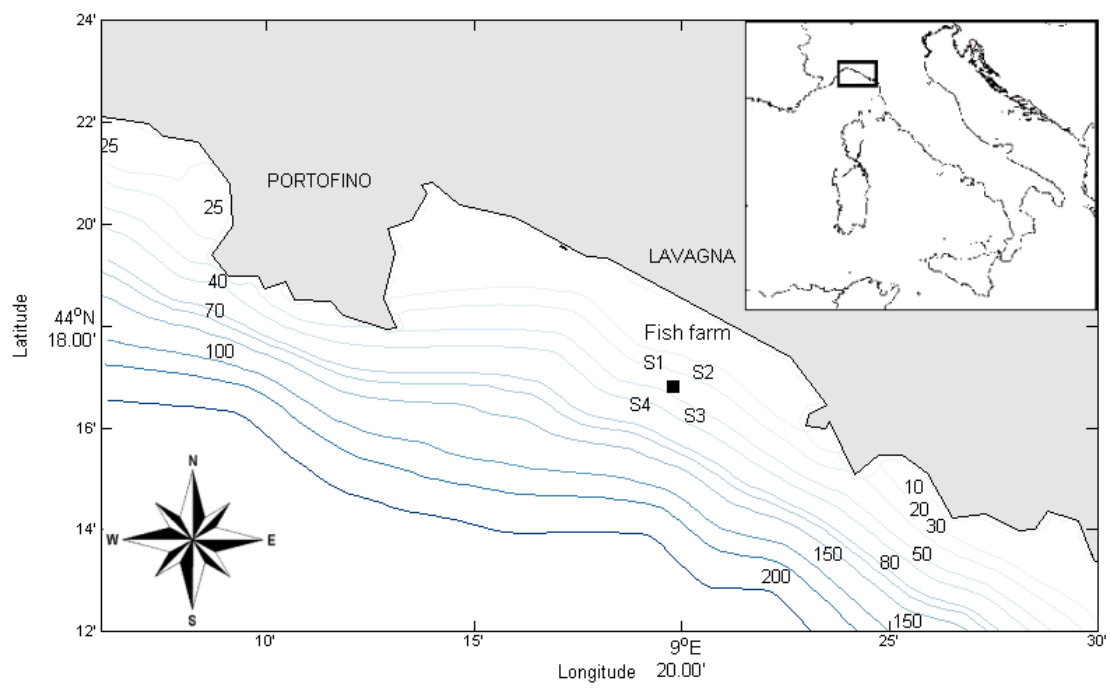 24'
22'
25
PORTOFINO
25
20'
LAVAGNA
40
70
Latitude
44°N
18.00'
Fish farm
100
S1
S2
S4
S3
16'
N
W
E
S
10
20
30
14'
150
80
50
200
150
12'
10'
15'
9°E
20.00'
25'
30'
Longitude